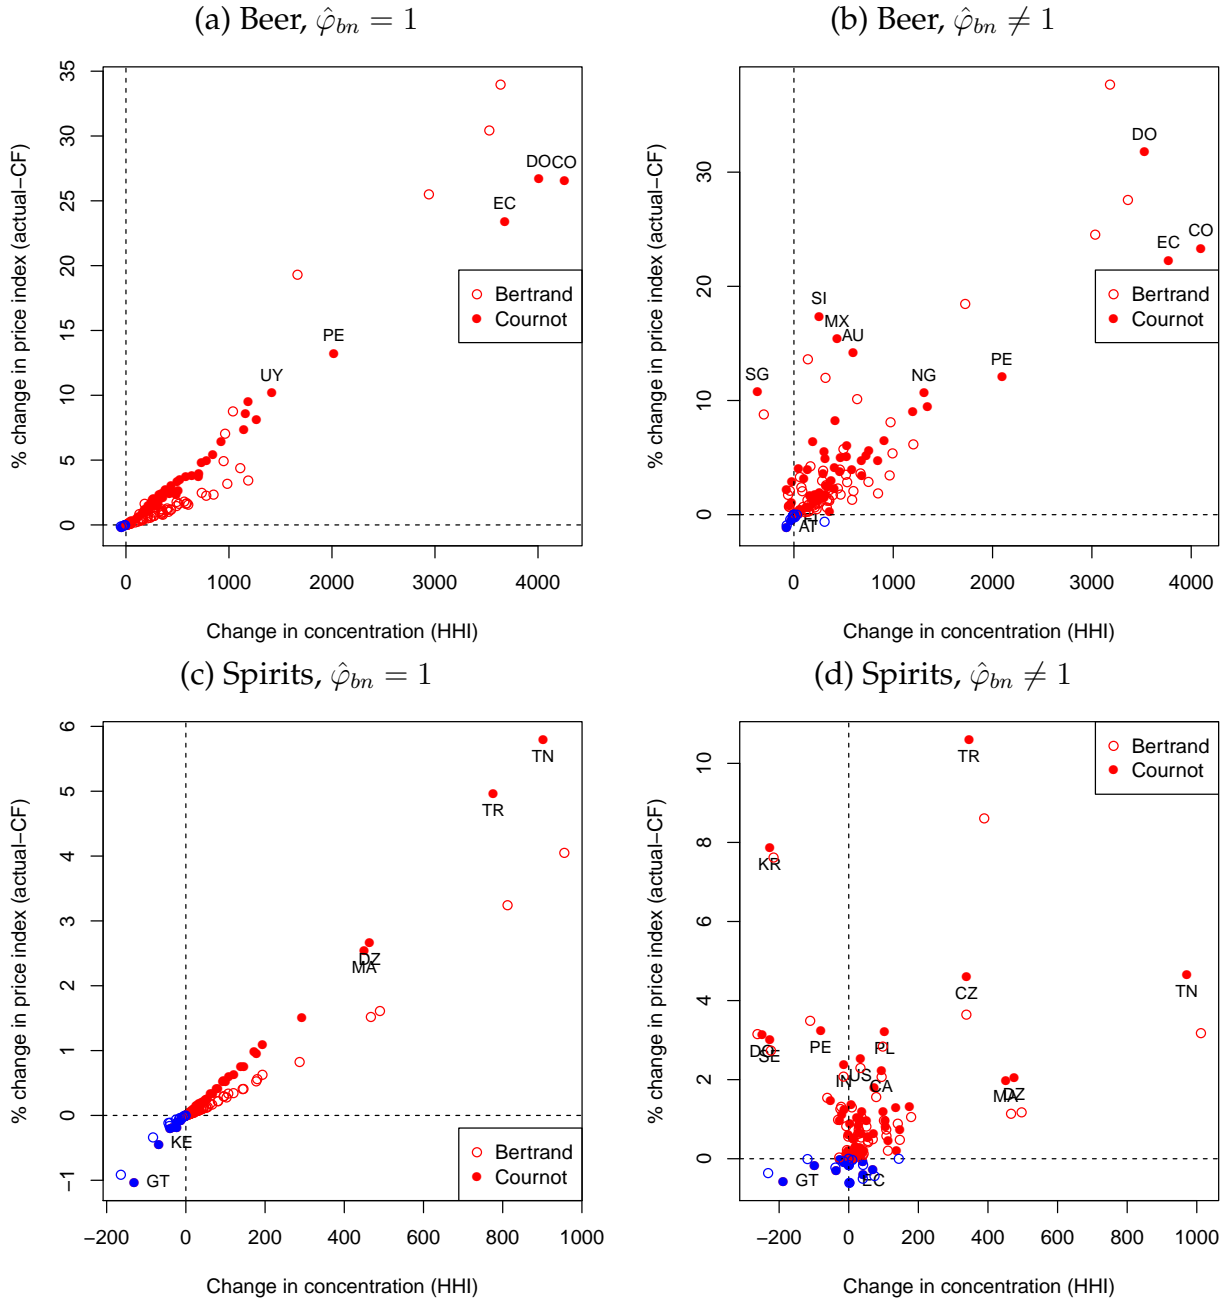 (a) Beer, φ̂bn = 1
(b) Beer, φ̂bn ≠ 1
% change in price index (actual−CF)
35
30
25
20
15
10
5
0
DO CO
EC
PE
UY
Bertrand
Cournot
0 1000 2000 3000 4000
Change in concentration (HHI)
% change in price index (actual−CF)
30
20
10
0
DO
CO
EC
SI
MX
AU
SG
NG
PE
AT
Bertrand
Cournot
0 1000 2000 3000 4000
Change in concentration (HHI)
(c) Spirits, φ̂bn = 1
(d) Spirits, φ̂bn ≠ 1
% change in price index (actual−CF)
6
5
4
3
2
1
0
−1
TN
TR
DZ
MA
KE
GT
Bertrand
Cournot
−200 0 200 400 600 800 1000
Change in concentration (HHI)
% change in price index (actual−CF)
10
8
6
4
2
0
TR
KR
CZ
TN
DO
SE
PE
PL
US
IN
CA
MA
DZ
GT
EC
Bertrand
Cournot
−200 0 200 400 600 800 1000
Change in concentration (HHI)